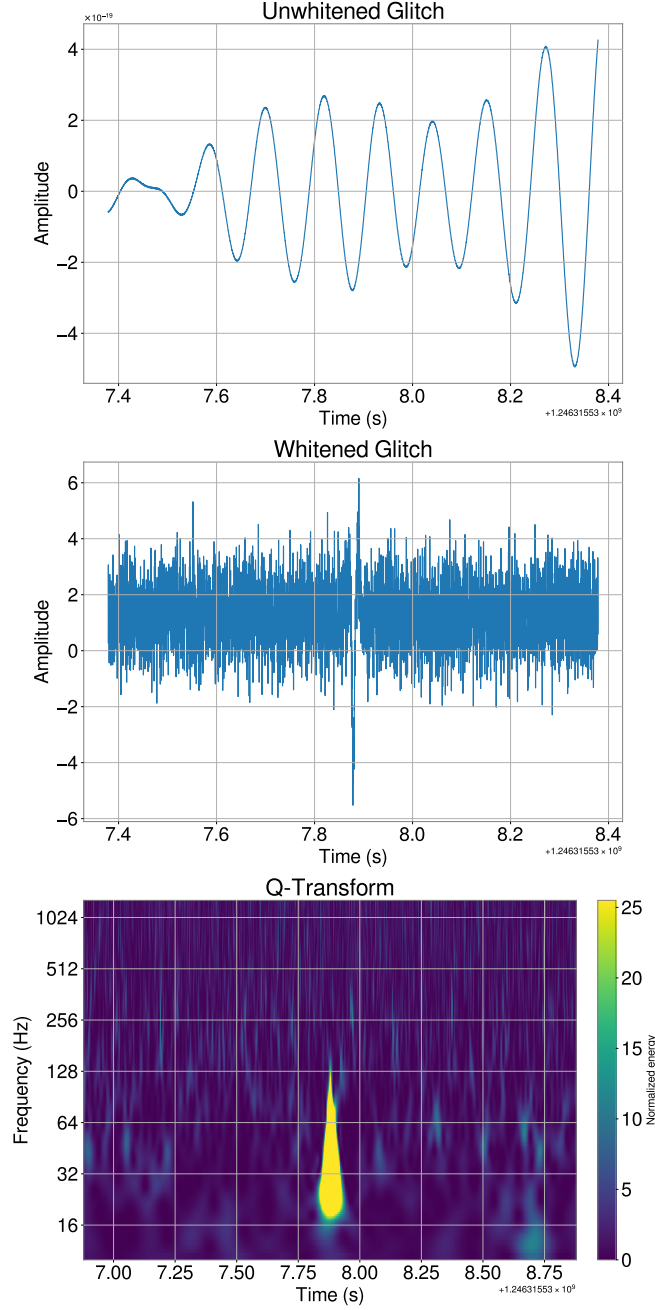 Unwhitened Glitch
×10⁻¹⁹
4
2
0
−2
−4
Amplitude
7.4 7.6 7.8 8.0 8.2 8.4
Time (s)
+1.24631553 × 10⁹
Whitened Glitch
6
4
2
0
−2
−4
−6
Amplitude
7.4 7.6 7.8 8.0 8.2 8.4
Time (s)
+1.24631553 × 10⁹
Q-Transform
1024
512
256
128
64
32
16
Frequency (Hz)
7.00 7.25 7.50 7.75 8.00 8.25 8.50 8.75
Time (s)
+1.24631553 × 10⁹
25
20
15
10
5
0
Normalized energy